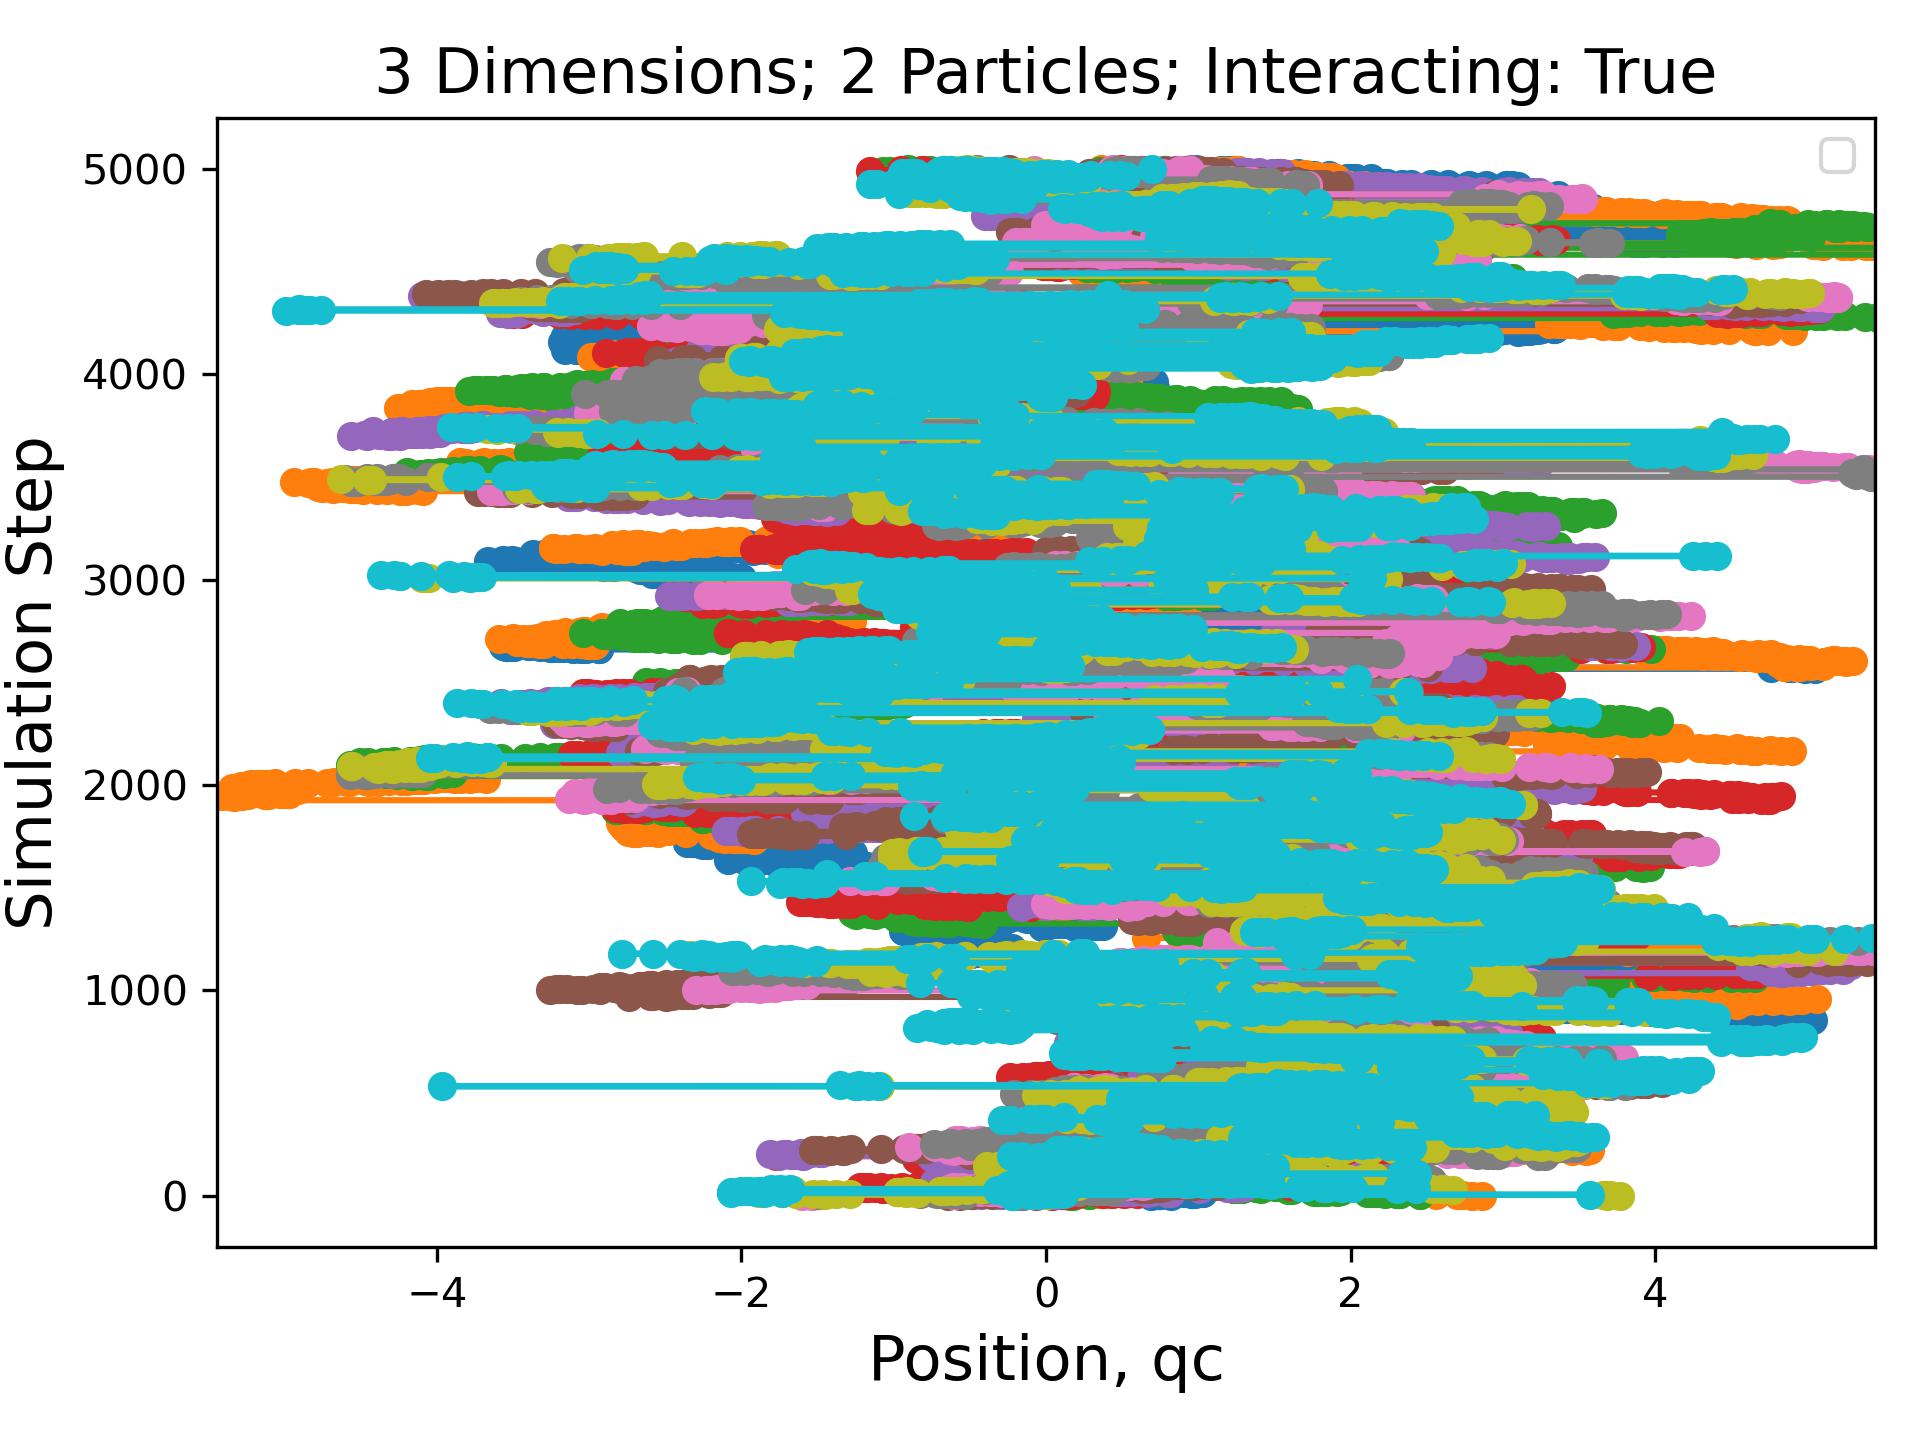 3 Dimensions; 2 Particles; Interacting: True
Simulation Step
5000
4000
3000
2000
1000
0
−4 −2 0 2 4
Position, qc